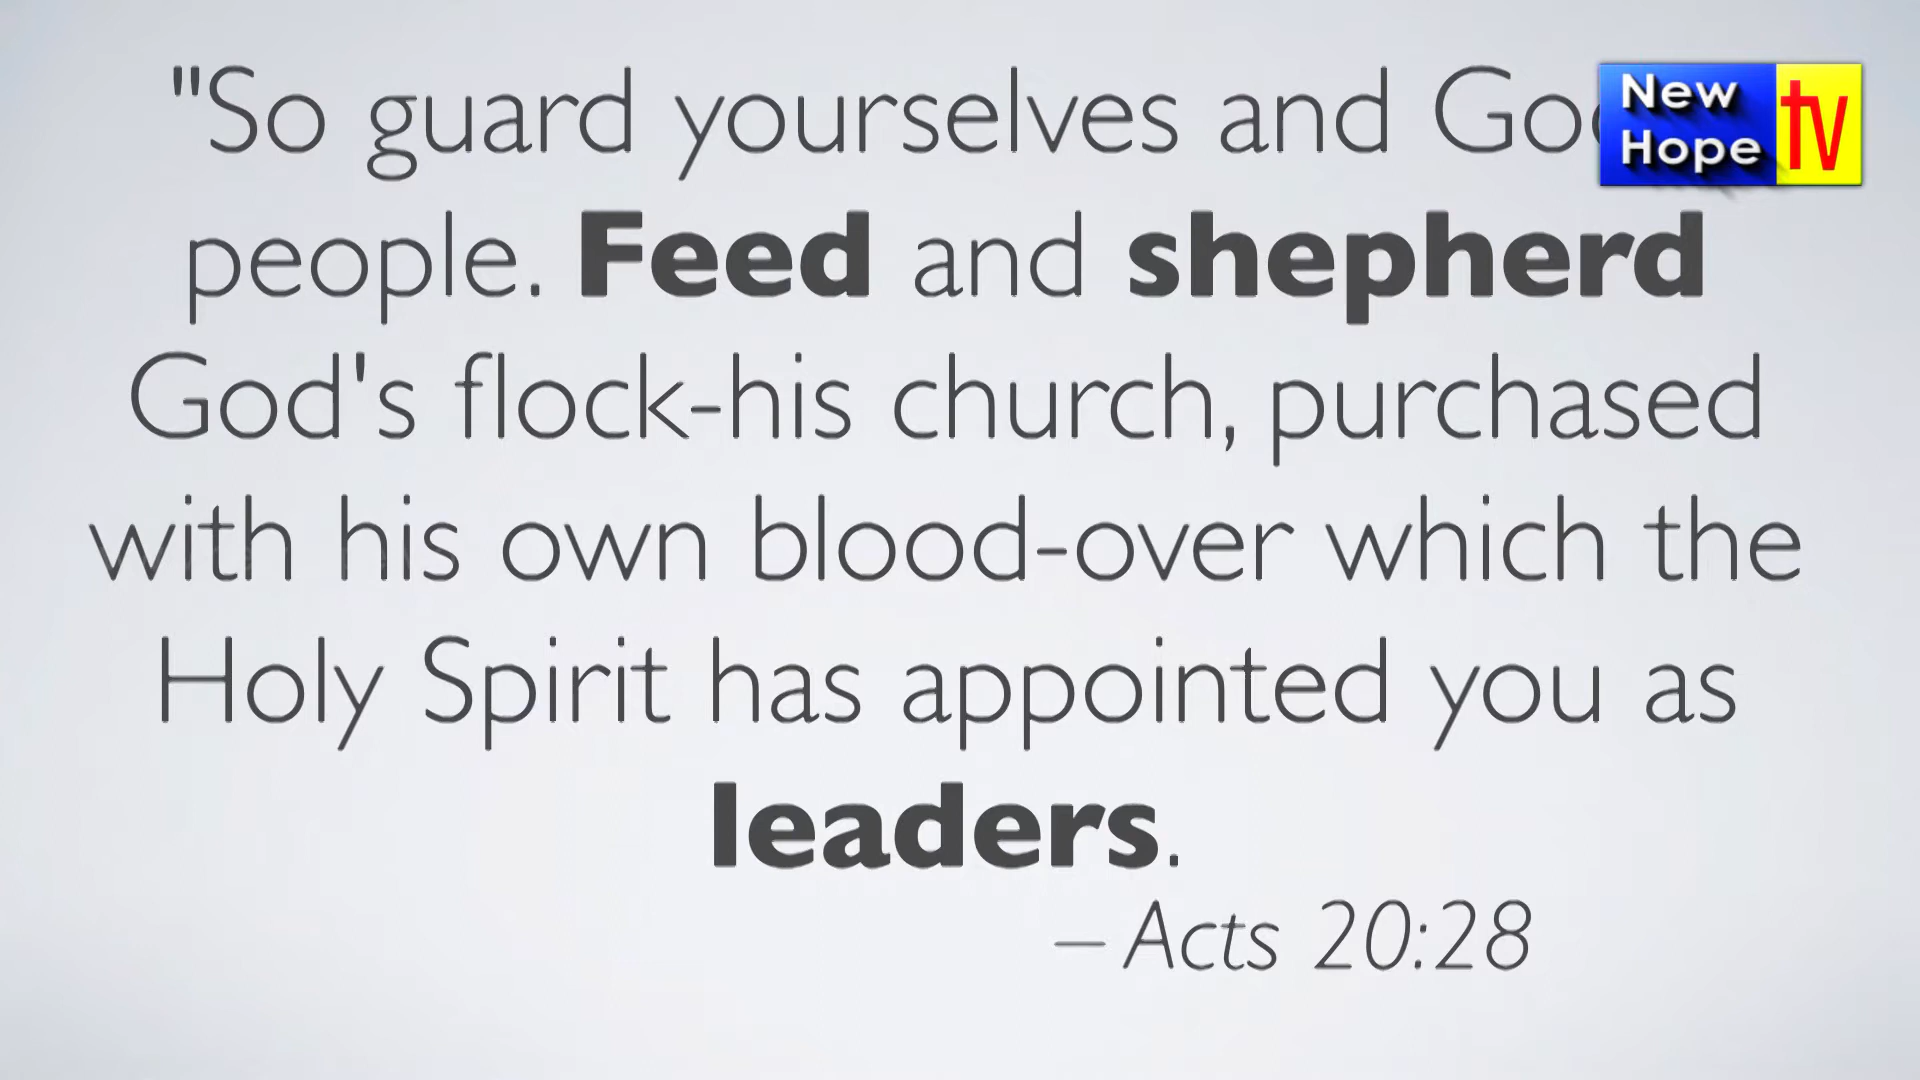 "So guard yourselves and
people. Feed and shepherd
God's flock-his church, purchased
with his own blood-over which the
Holy Spirit has appointed you as
leaders.
– Acts 20:28
New
Hope
tv